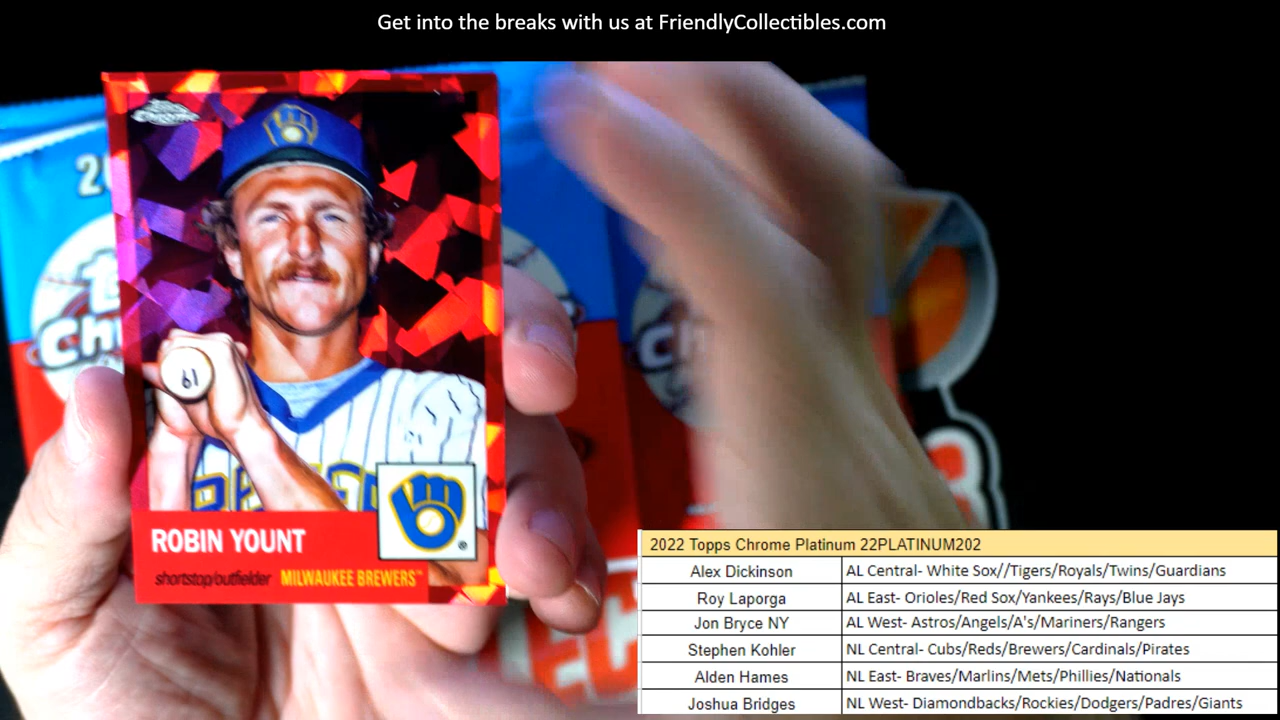 Get into the breaks with us at FriendlyCollectibles.com
Topps
Chrome
61
ROBIN YOUNT
shortstop/outfielder MILWAUKEE BREWERS™
®
2022 Topps Chrome Platinum 22PLATINUM202
Alex Dickinson AL Central- White Sox//Tigers/Royals/Twins/Guardians
Roy Laporga AL East- Orioles/Red Sox/Yankees/Rays/Blue Jays
Jon Bryce NY AL West- Astros/Angels/A's/Mariners/Rangers
Stephen Kohler NL Central- Cubs/Reds/Brewers/Cardinals/Pirates
Alden Hames NL East- Braves/Marlins/Mets/Phillies/Nationals
Joshua Bridges NL West- Diamondbacks/Rockies/Dodgers/Padres/Giants